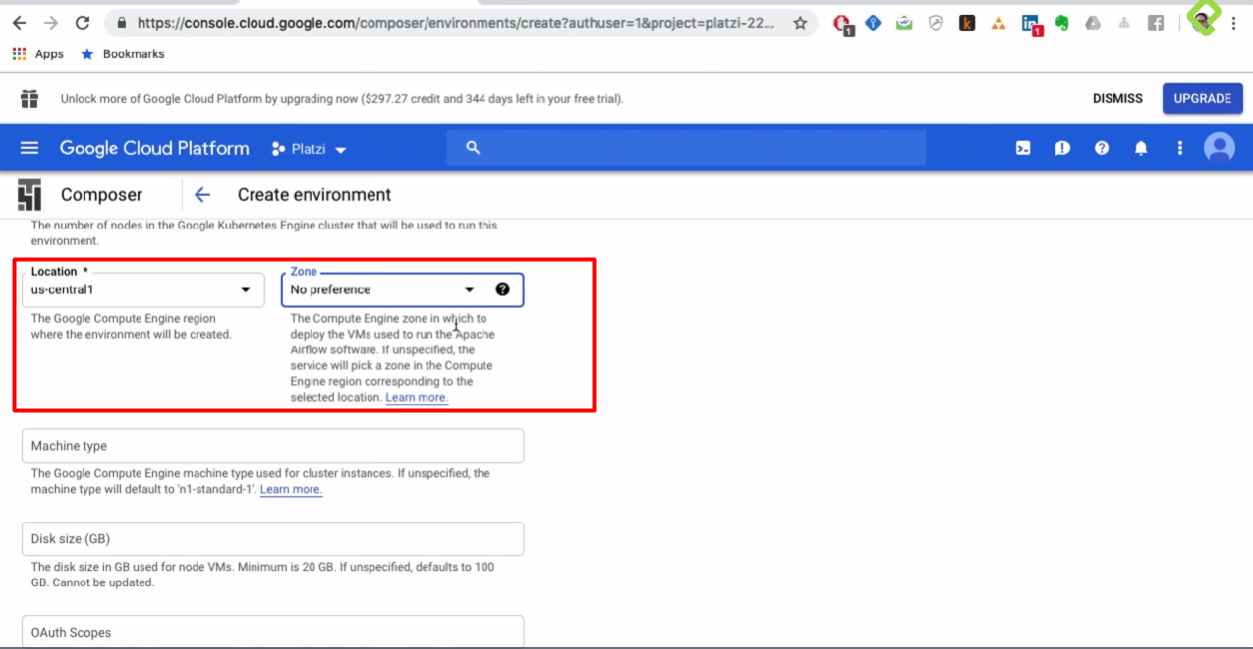 https://console.cloud.google.com/composer/environments/create?authuser=1&project=platzi-22...
1
1
Apps
Bookmarks
Unlock more of Google Cloud Platform by upgrading now ($297.27 credit and 344 days left in your free trial).
DISMISS
UPGRADE
Google Cloud Platform
Platzi
Composer
Create environment
The number of nodes in the Google Kubernetes Engine cluster that will be used to run this
environment.
Location *
us-central1
The Google Compute Engine region
where the environment will be created.
Zone
No preference
The Compute Engine zone in which to
deploy the VMs used to run the Apache
Airflow software. If unspecified, the
service will pick a zone in the Compute
Engine region corresponding to the
selected location. Learn more.
Machine type
The Google Compute Engine machine type used for cluster instances. If unspecified, the
machine type will default to 'n1-standard-1'. Learn more.
Disk size (GB)
The disk size in GB used for node VMs. Minimum is 20 GB. If unspecified, defaults to 100
GB. Cannot be updated.
OAuth Scopes